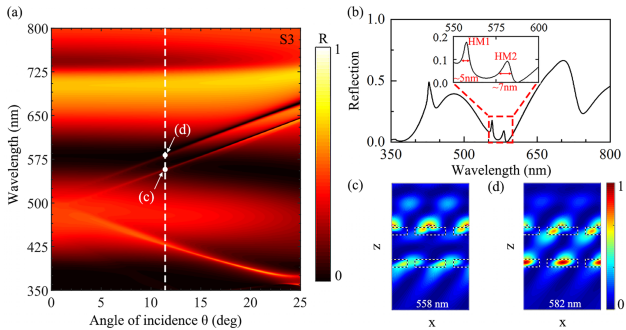 (a)
S3
R
1
0
800
725
650
575
500
425
350
Wavelength (nm)
(d)
(c)
0
5
10
15
20
25
Angle of incidence θ (deg)
(b)
550
575
600
0.2
0.1
0.0
HM1
HM2
~5nm
~7nm
1.0
0.5
0.0
Reflection
350
500
650
800
Wavelength (nm)
(c)
z
558 nm
x
(d)
z
582 nm
x
1
0